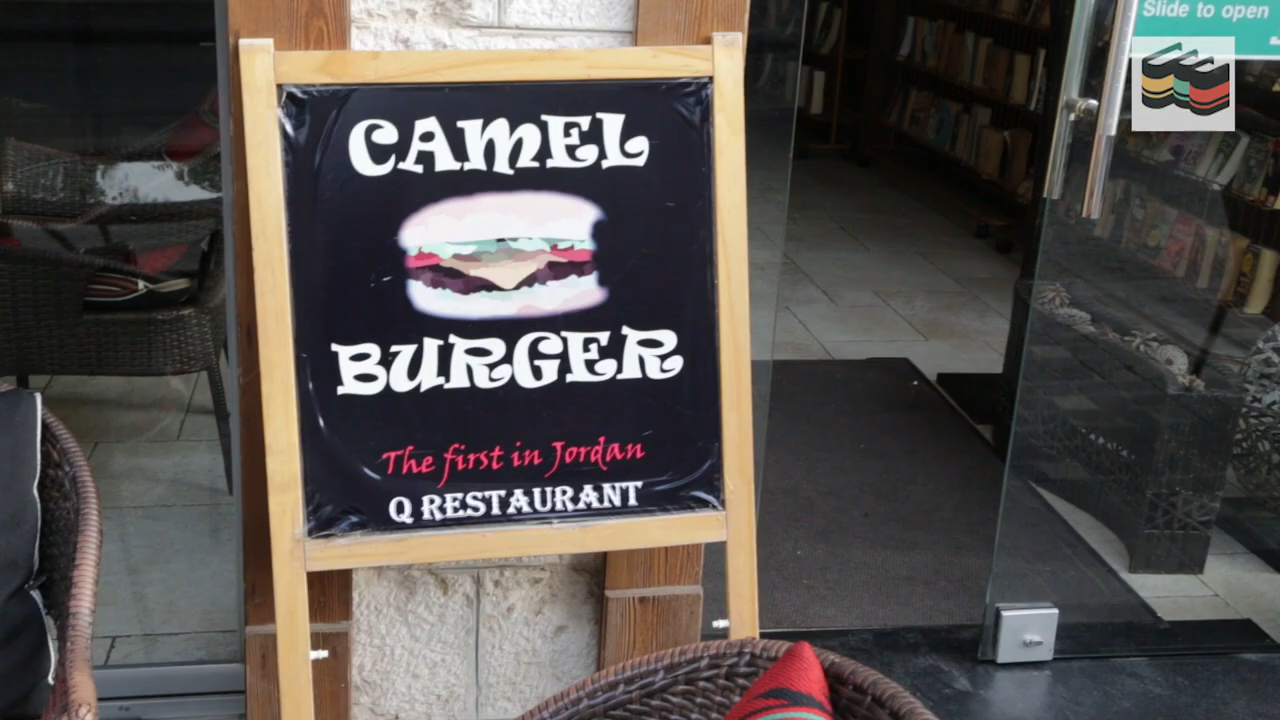 Slide to open
CAMEL
BURGER
The first in Jordan
Q RESTAURANT